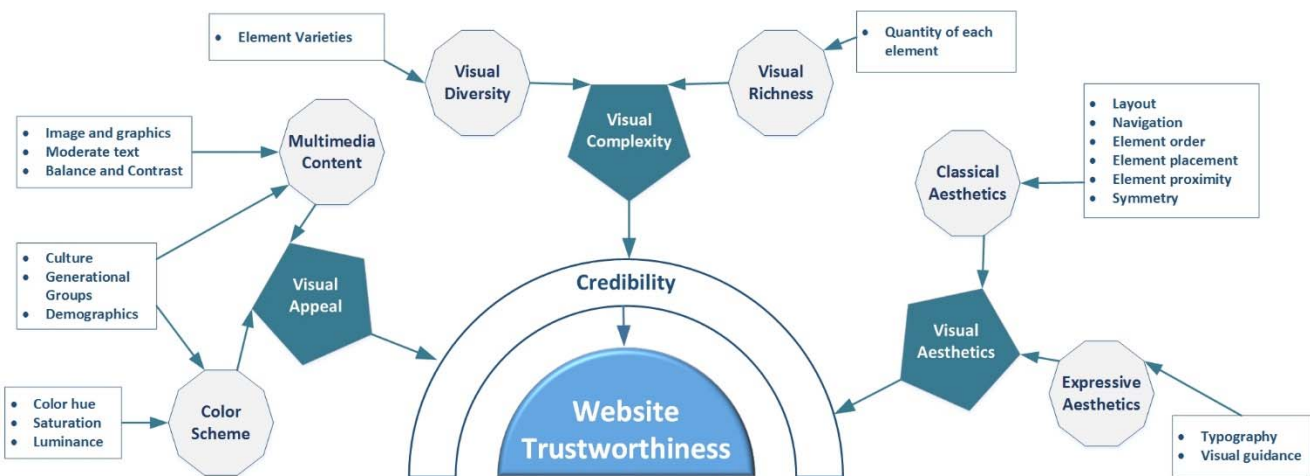 • Element Varieties
Visual
Diversity
Visual
Richness
• Quantity of each
element
Visual
Complexity
• Image and graphics
• Moderate text
• Balance and Contrast
Multimedia
Content
• Layout
• Navigation
• Element order
• Element placement
• Element proximity
• Symmetry
Classical
Aesthetics
• Culture
• Generational
Groups
• Demographics
Visual
Appeal
Credibility
Visual
Aesthetics
Expressive
Aesthetics
• Color hue
• Saturation
• Luminance
Color
Scheme
Website
Trustworthiness
• Typography
• Visual guidance